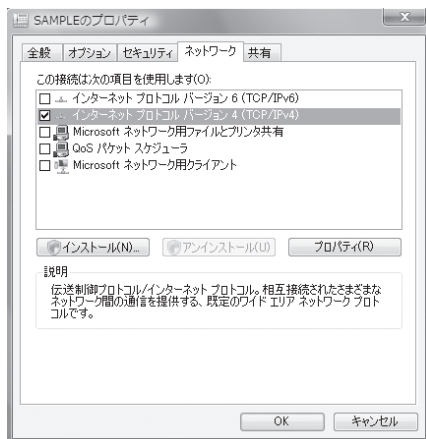 SAMPLEのプロパティ
全般 オプション セキュリティ ネットワーク 共有
この接続は次の項目を使用します(O):
インターネット プロトコル バージョン 6 (TCP/IPv6)
インターネット プロトコル バージョン 4 (TCP/IPv4)
Microsoft ネットワーク用ファイルとプリンタ共有
QoS パケット スケジューラ
Microsoft ネットワーク用クライアント
インストール(N)... アンインストール(U) プロパティ(R)
説明
伝送制御プロトコル/インターネット プロトコル。相互接続されたさまざまな
ネットワーク間の通信を提供する、既定のワイド エリア ネットワーク プロト
コルです。
OK キャンセル